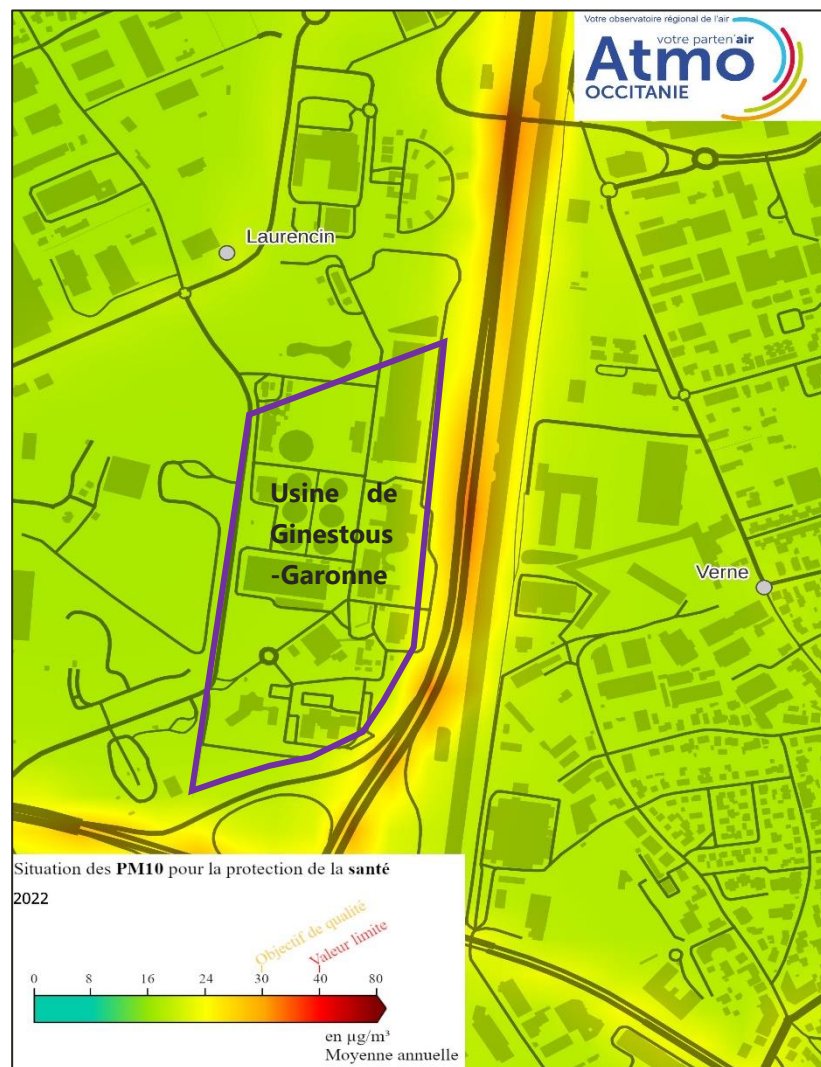 Votre observatoire régional de l'air
votre parten'air
Atmo
OCCITANIE
Laurencin
Usine de
Ginestous
-Garonne
Verne
Situation des PM10 pour la protection de la santé
2022
Objectif de qualité
Valeur limite
0 8 16 24 30 40 80
en µg/m³
Moyenne annuelle